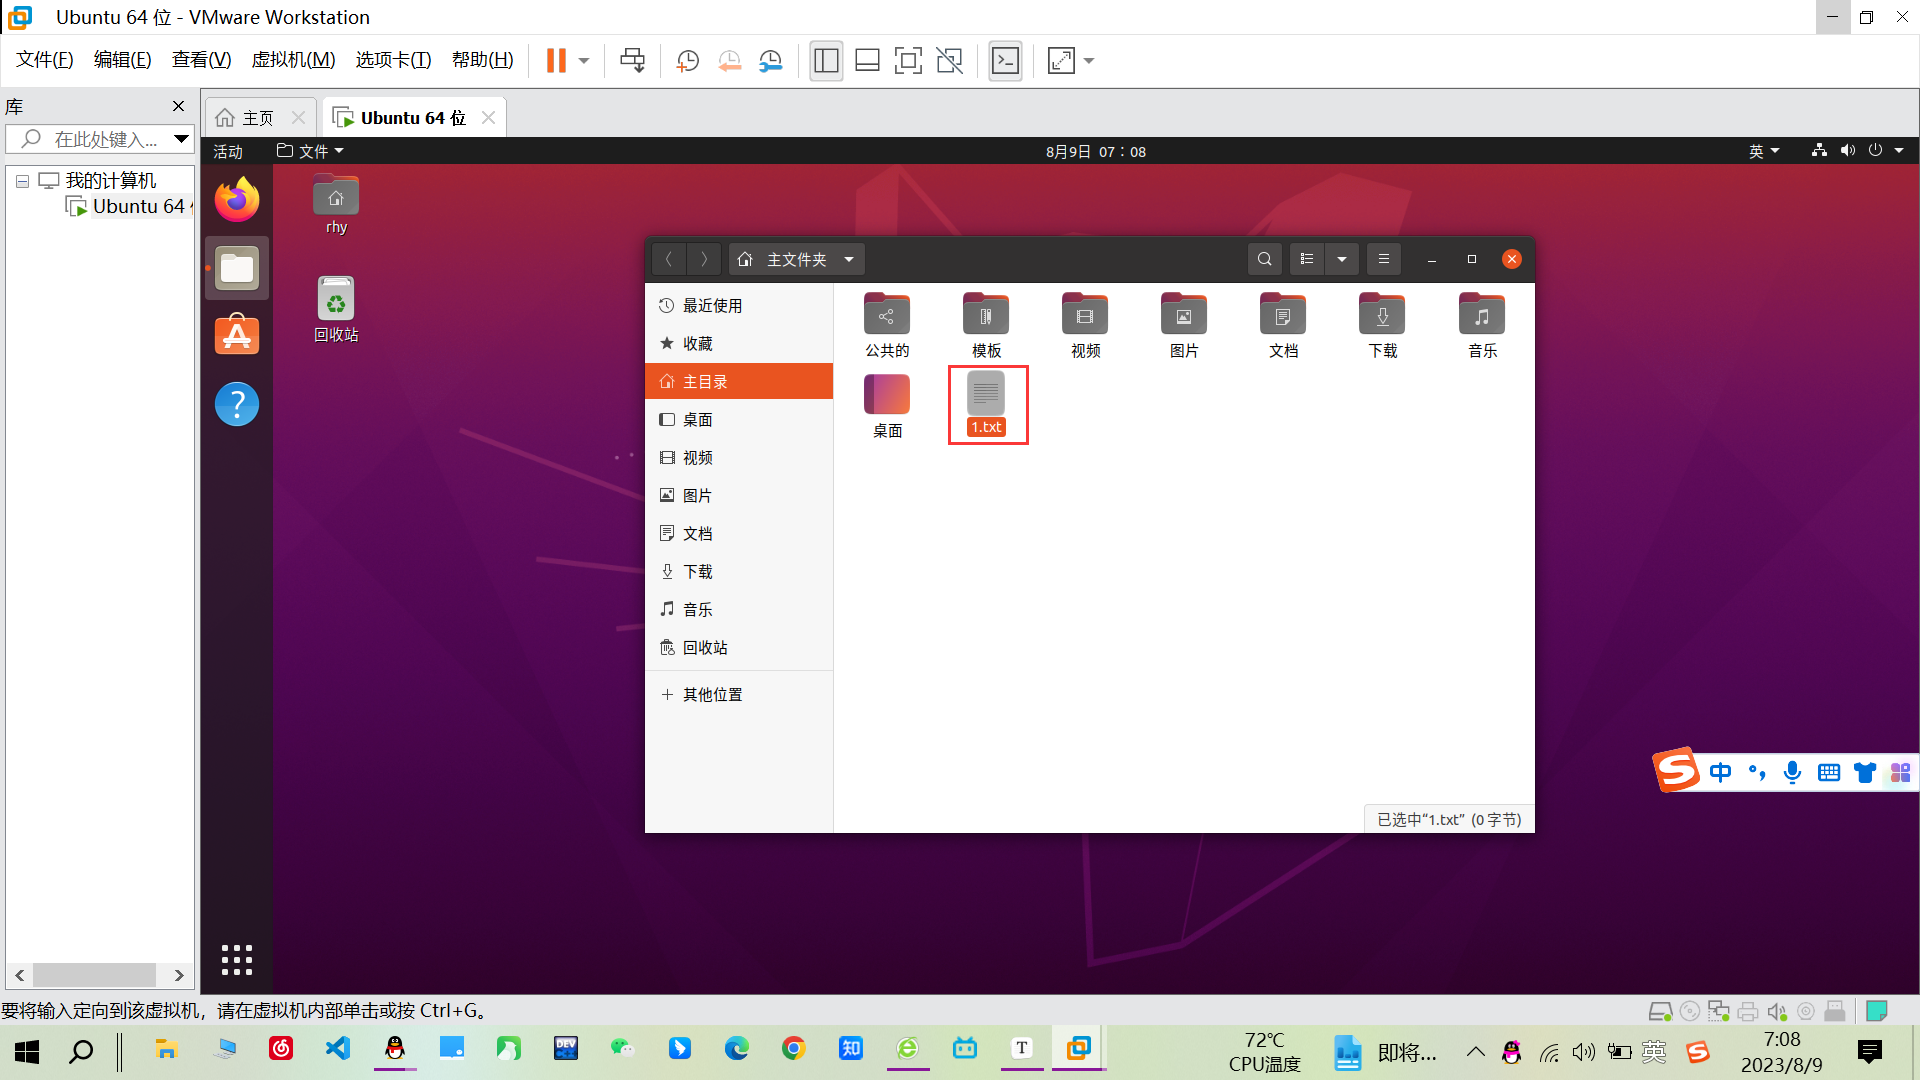 Ubuntu 64 位 - VMware Workstation
文件(F) 编辑(E) 查看(V) 虚拟机(M) 选项卡(T) 帮助(H)
库
在此处键入...
我的计算机
Ubuntu 64
主页
Ubuntu 64 位
活动 文件 8月9日 07：08 英
rhy
回收站
主文件夹
最近使用
收藏
主目录
桌面
视频
图片
文档
下载
音乐
回收站
其他位置
公共的 模板 视频 图片 文档 下载 音乐
桌面 1.txt
已选中“1.txt” (0 字节)
中
要将输入定向到该虚拟机，请在虚拟机内部单击或按 Ctrl+G。
DEV
知
T
72℃
CPU温度
即将...
英
7:08
2023/8/9